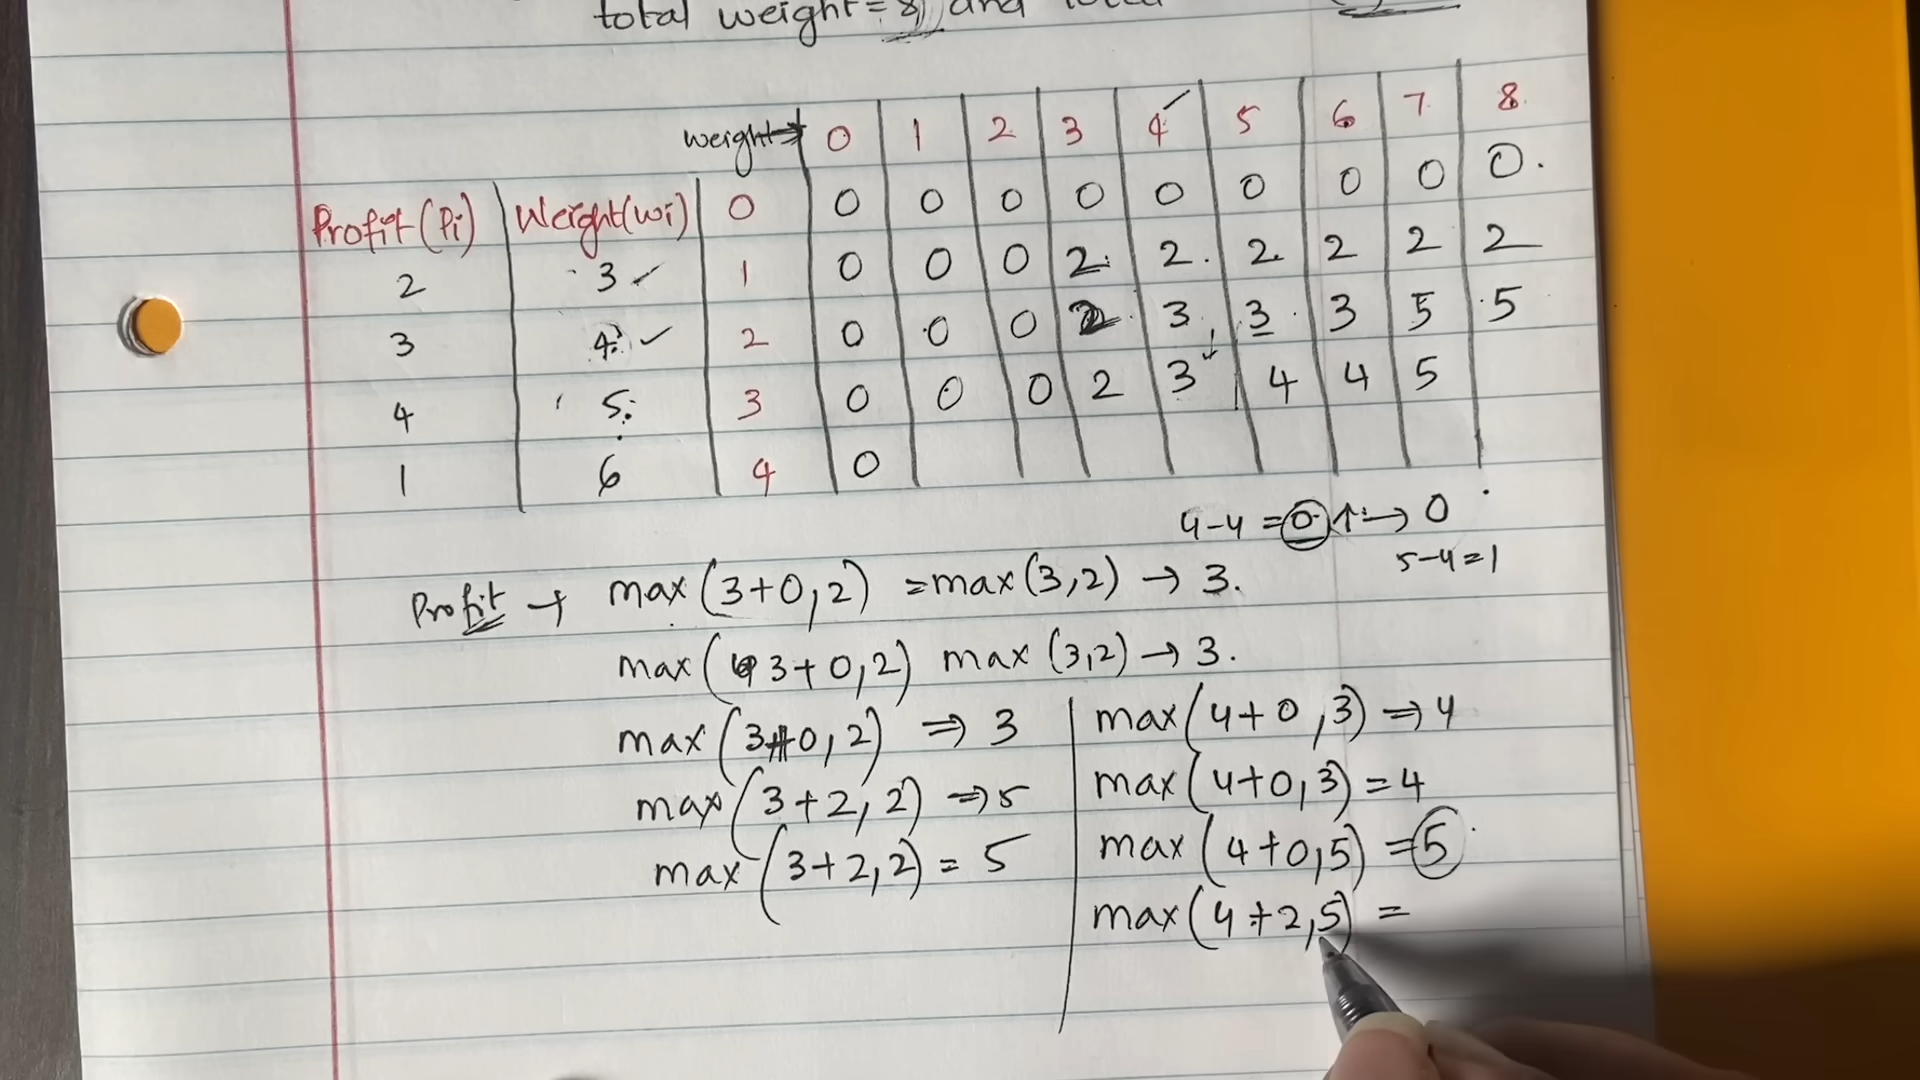 total weight = 8 and
weight→ 0 1 2 3 4 5 6 7 8
Profit (Pi) Weight(wi) 0 0 0 0 0 0 0 0 0 0
2 3 ✓ 1 0 0 0 2 2 2 2 2 2
3 4 ✓ 2 0 0 0 2 3 3 3 5 5
4 5 3 0 0 0 2 3 4 4 5
1 6 4 0
4-4 = 0 ↑→ 0
5-4=1
Profit → max(3+0,2) =max(3,2) → 3.
max(3+0,2) max (3,2) → 3.
max(3+0,2) ⇒ 3 max(4+0,3) ⇒ 4
max(3+2,2) ⇒ 5 max(4+0,3) = 4
max(3+2,2) = 5 max(4+0,5) = 5
max(4+2,5) =